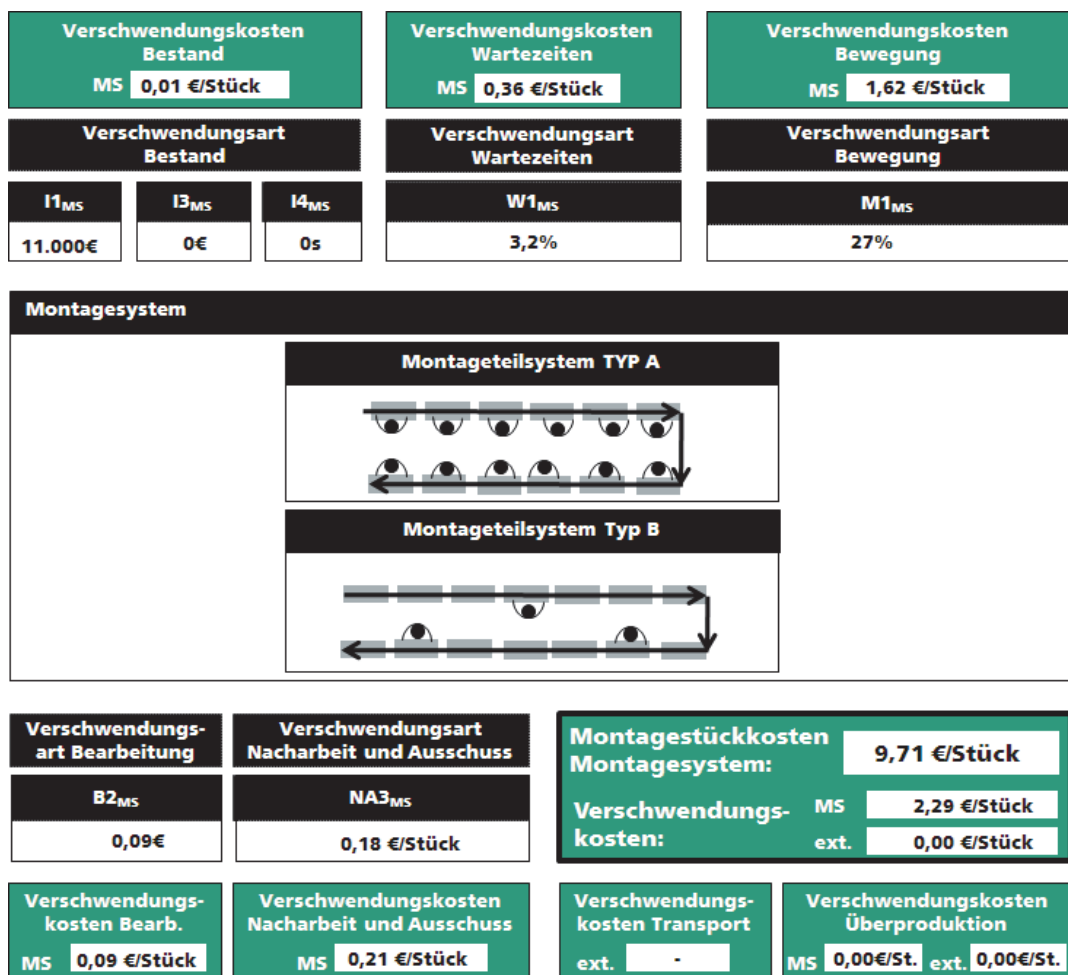 Verschwendungskosten
Bestand
MS 0,01 €/Stück
Verschwendungskosten
Wartezeiten
MS 0,36 €/Stück
Verschwendungskosten
Bewegung
MS 1,62 €/Stück
Verschwendungsart
Bestand
Verschwendungsart
Wartezeiten
Verschwendungsart
Bewegung
I1MS
I3MS
I4MS
W1MS
M1MS
11.000€
0€
0s
3,2%
27%
Montagesystem
Montageteilsystem TYP A
Montageteilsystem Typ B
Verschwendungs-
art Bearbeitung
Verschwendungsart
Nacharbeit und Ausschuss
B2MS
NA3MS
0,09€
0,18 €/Stück
Montagestückkosten
Montagesystem:
9,71 €/Stück
Verschwendungs-
kosten:
MS 2,29 €/Stück
ext. 0,00 €/Stück
Verschwendungs-
kosten Bearb.
MS 0,09 €/Stück
Verschwendungskosten
Nacharbeit und Ausschuss
MS 0,21 €/Stück
Verschwendungs-
kosten Transport
ext. -
Verschwendungskosten
Überproduktion
MS 0,00€/St. ext. 0,00€/St.